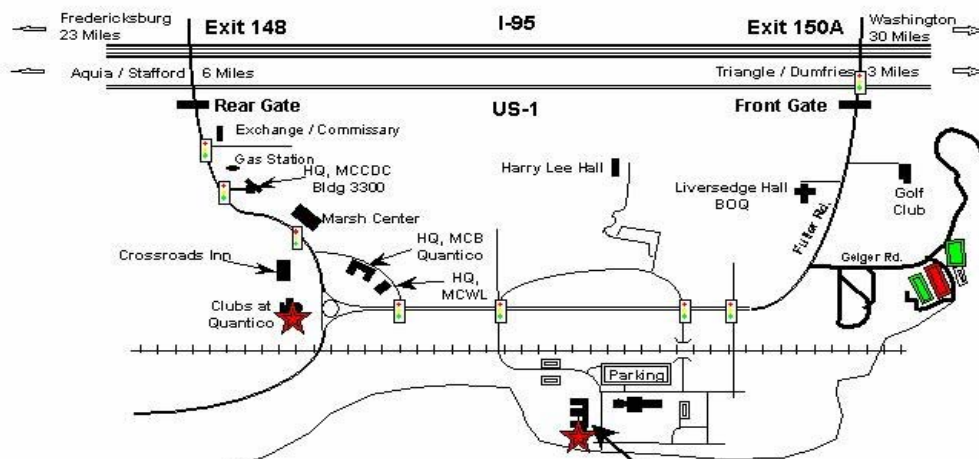 Fredericksburg
23 Miles
Exit 148
I-95
Exit 150A
Washington
30 Miles
Aquia / Stafford 6 Miles
Triangle / Dumfries 3 Miles
Rear Gate
US-1
Front Gate
Exchange / Commissary
Gas Station
HQ, MCCDC
Bldg 3300
Harry Lee Hall
Liversedge Hall
BOQ
Golf
Club
Marsh Center
Fuller Rd.
HQ, MCB
Quantico
Crossroads Inn
Geiger Rd.
HQ,
MCWL
Clubs at
Quantico
Parking